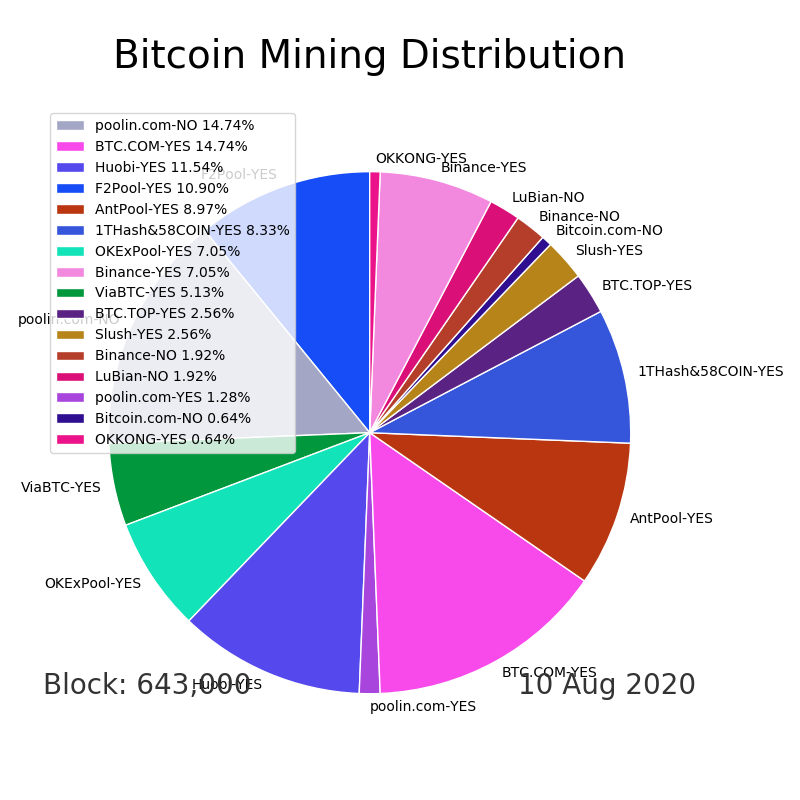 Bitcoin Mining Distribution
poolin.com-NO 14.74%
BTC.COM-YES 14.74%
Huobi-YES 11.54%
F2Pool-YES 10.90%
AntPool-YES 8.97%
1THash&58COIN-YES 8.33%
OKExPool-YES 7.05%
Binance-YES 7.05%
ViaBTC-YES 5.13%
BTC.TOP-YES 2.56%
Slush-YES 2.56%
Binance-NO 1.92%
LuBian-NO 1.92%
poolin.com-YES 1.28%
Bitcoin.com-NO 0.64%
OKKONG-YES 0.64%
OKKONG-YES
Binance-YES
F2Pool-YES
LuBian-NO
Binance-NO
Bitcoin.com-NO
Slush-YES
BTC.TOP-YES
poolin.com-NO
1THash&58COIN-YES
ViaBTC-YES
AntPool-YES
OKExPool-YES
BTC.COM-YES
Huobi-YES
Block: 643,000
10 Aug 2020
poolin.com-YES